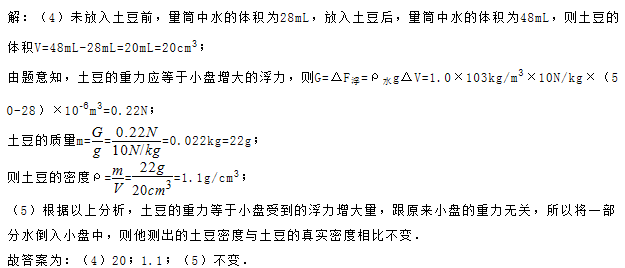 解：（4）未放入土豆前，量筒中水的体积为28mL，放入土豆后，量筒中水的体积为48mL，则土豆的
体积V=48mL-28mL=20mL=20cm³；
由题意知，土豆的重力应等于小盘增大的浮力，则G=△F浮=ρ水g△V=1.0×103kg/m³×10N/kg×（5
0-28）×10⁻⁶m³=0.22N；
土豆的质量m=G/g=0.22N/10N/kg=0.022kg=22g；
则土豆的密度ρ=m/V=22g/20cm³=1.1g/cm³；
（5）根据以上分析，土豆的重力等于小盘受到的浮力增大量，跟原来小盘的重力无关，所以将一部
分水倒入小盘中，则他测出的土豆密度与土豆的真实密度相比不变．
故答案为：（4）20；1.1；（5）不变．